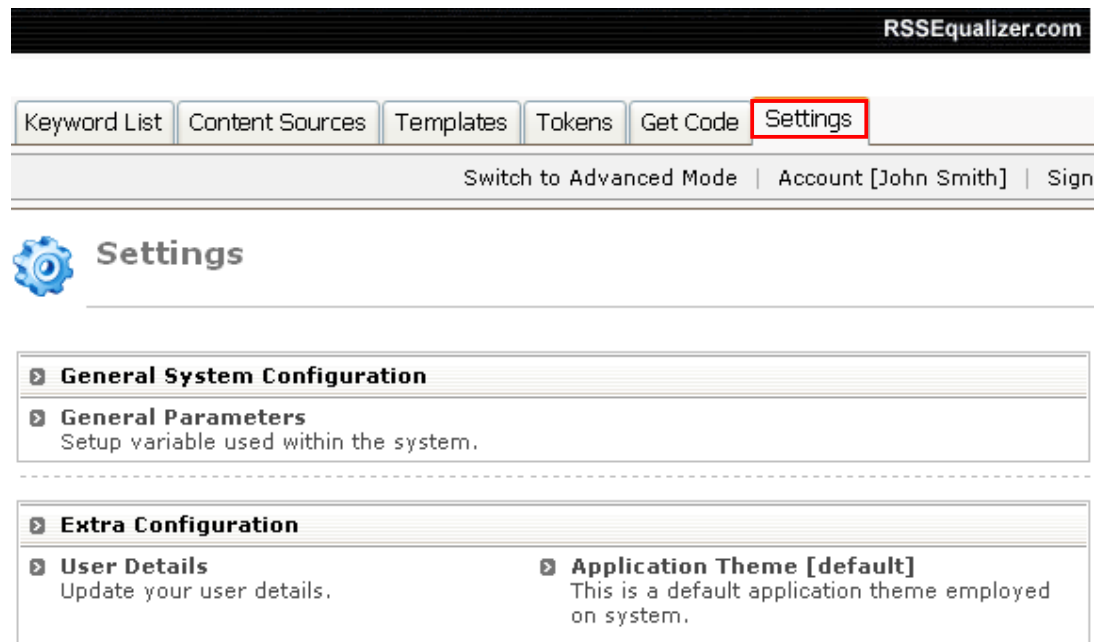 RSSEqualizer.com
Keyword List Content Sources Templates Tokens Get Code Settings
Switch to Advanced Mode | Account [John Smith] | Sign
Settings
General System Configuration
General Parameters
Setup variable used within the system.
Extra Configuration
User Details Application Theme [default]
Update your user details. This is a default application theme employed
on system.